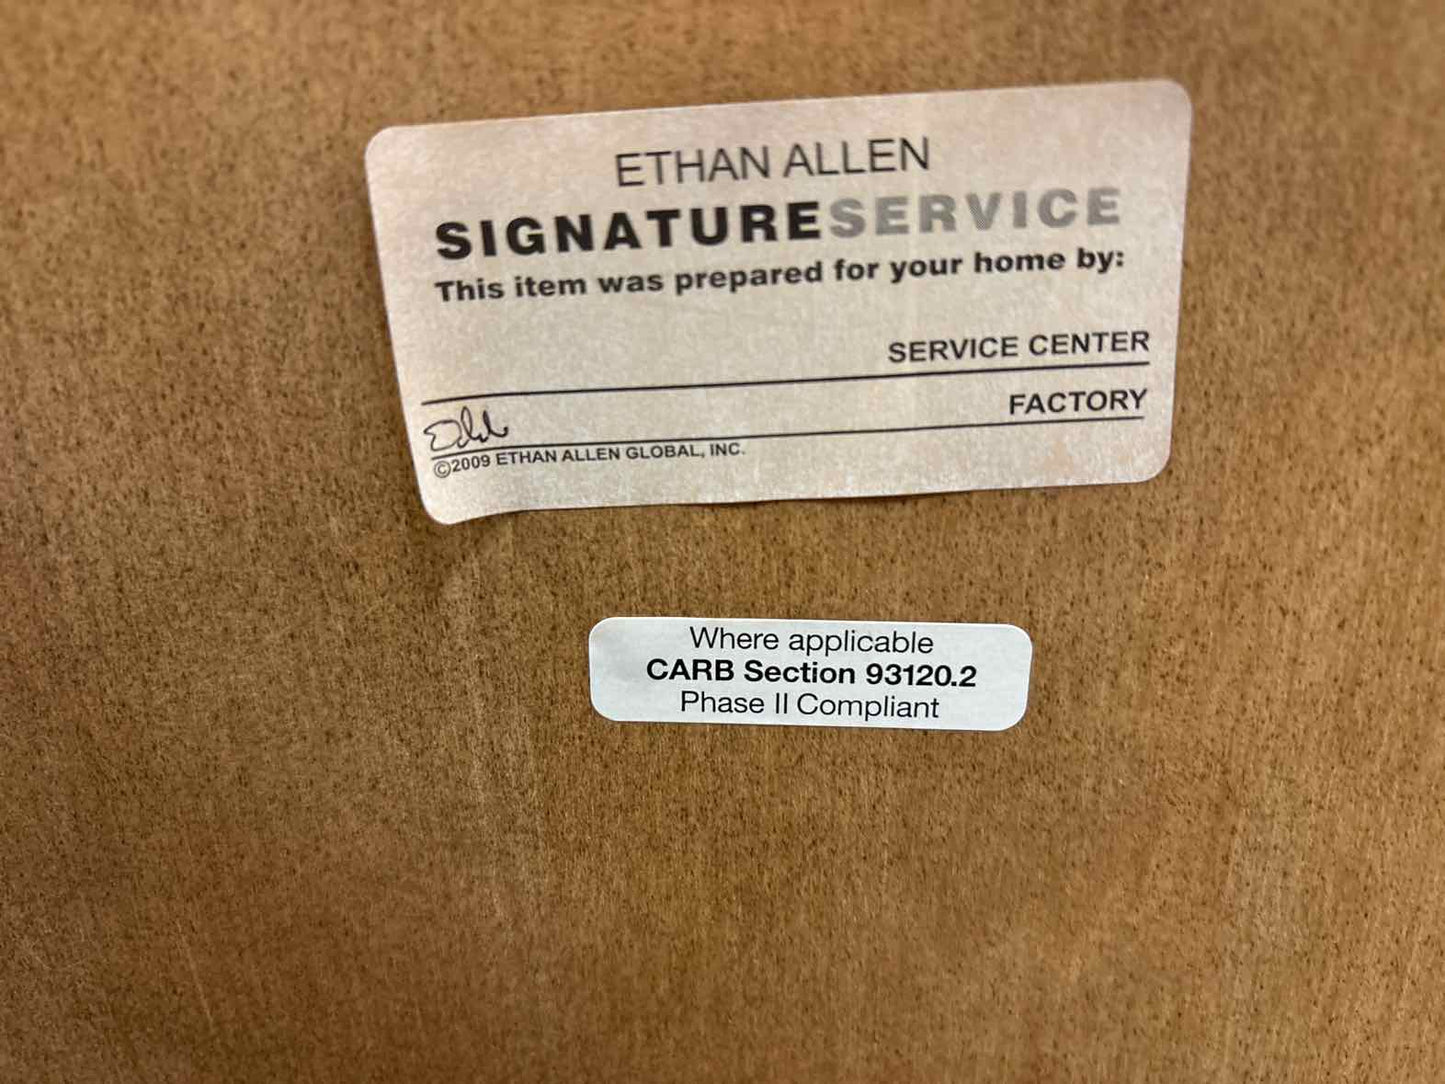 ETHAN ALLEN
SIGNATURESERVICE
This item was prepared for your home by:
SERVICE CENTER
FACTORY
©2009 ETHAN ALLEN GLOBAL, INC.
Where applicable
CARB Section 93120.2
Phase II Compliant